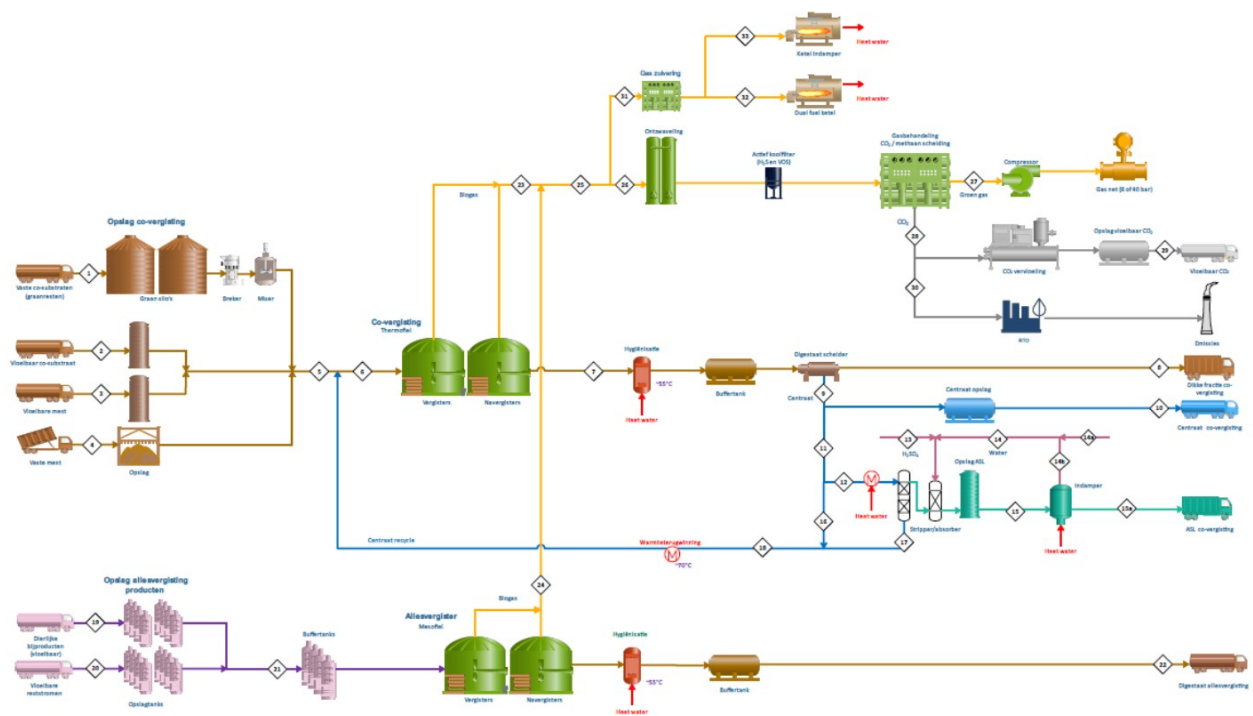 33
Heet water
Ketel Indamper
Gas zuivering
31
32
Heet water
Dual fuel ketel
Ontzwaveling
Actief koolfilter
(H₂S en VOS)
Gasbehandeling
CO₂ / methaan scheiding
Compressor
Biogas
23
25
26
27
Groen gas
Gas net (8 of 40 bar)
Opslag co-vergisting
CO₂
28
Opslag vloeibaar CO₂
1
29
Vaste co-substraten
(graanresten)
Graan silo's
Breker
Mixer
CO₂ vervloeiing
Vloeibaar CO₂
30
Co-vergisting
Thermofiel
RTO
Emissies
2
Vloeibaar co-substraat
Hygiënisatie
Digestaat scheider
5
6
7
8
~55°C
3
Vloeibare mest
Vergisters
Navergisters
Heet water
Buffertank
Centraat
9
Dikke fractie co-
vergisting
Centraat opslag
10
Centraat co-vergisting
4
Vaste mest
Opslag
11
13
H₂SO₄
14
Water
14a
14b
Opslag ASL
12
Indamper
Heet water
15
15a
16
Stripper/absorber
ASL co-vergisting
Centraat recycle
Warmteterugwinning
18
17
Heet water
~70°C
Opslag allesvergisting
producten
24
Biogas
19
Dierlijke
bijproducten
(vloeibaar)
Allesvergister
Mesofiel
Buffertanks
Hygiënisatie
20
21
22
Vloeibare
reststromen
Opslagtanks
~55°C
Vergisters
Navergisters
Heet water
Buffertank
Digestaat allesvergisting